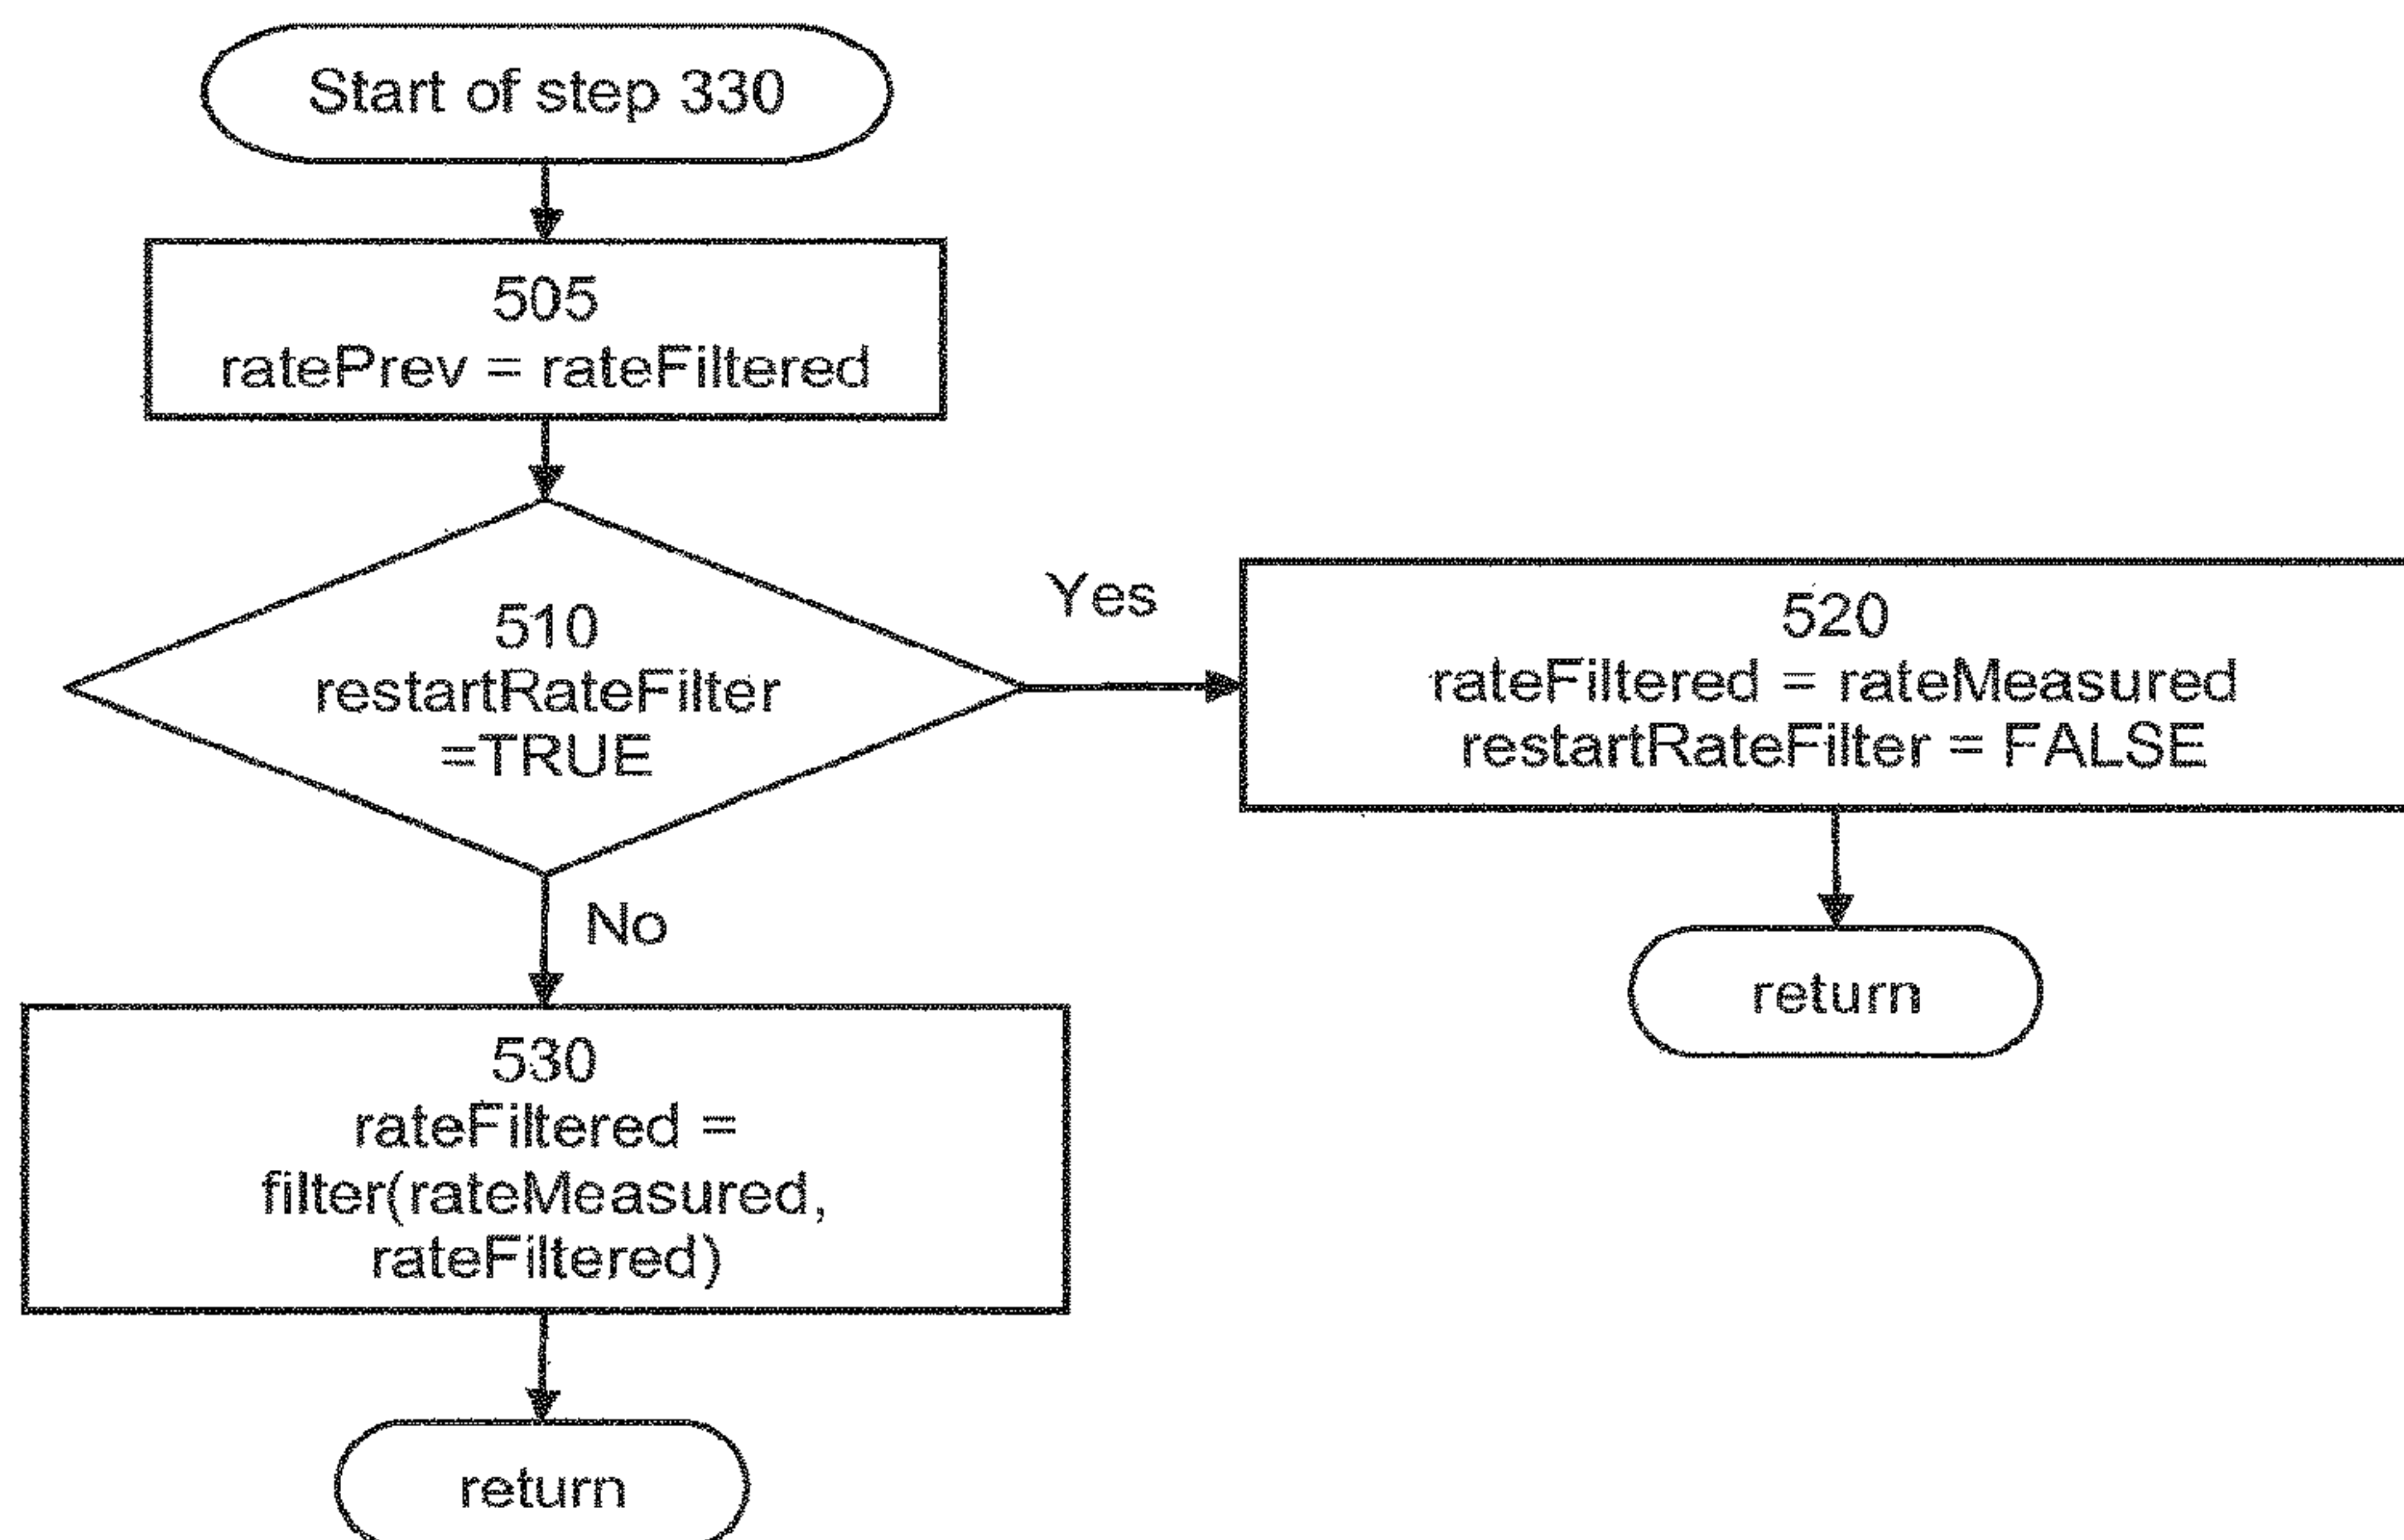 Start of step 330
505
ratePrev = rateFiltered
510
restartRateFilter
=TRUE
Yes
520
rateFiltered = rateMeasured
restartRateFilter = FALSE
return
No
530
rateFiltered =
filter(rateMeasured,
rateFiltered)
return